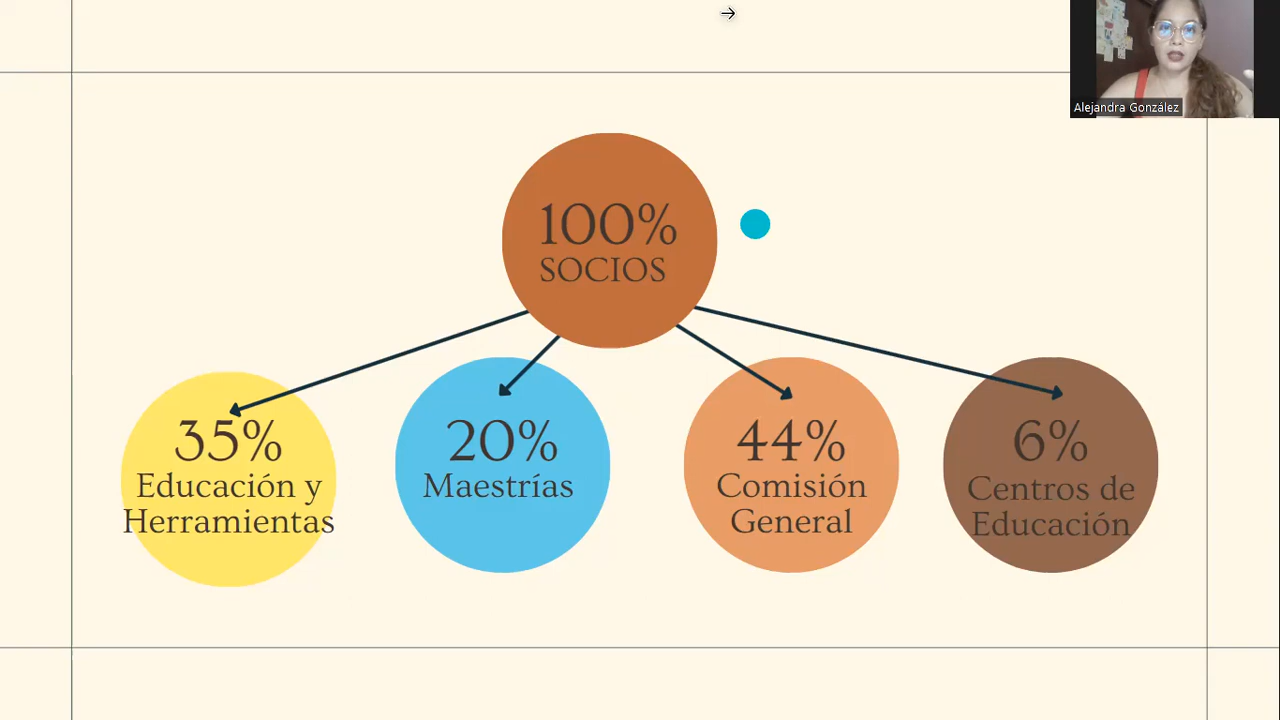 Alejandra González
100%
SOCIOS
35%
Educación y
Herramientas
20%
Maestrías
44%
Comisión
General
6%
Centros de
Educación